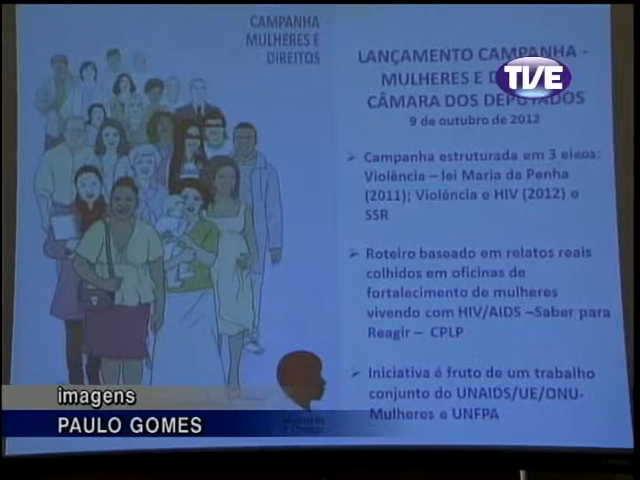 CAMPANHA
MULHERES E
DIREITOS
LANÇAMENTO CAMPANHA -
MULHERES E
TVE
CÂMARA DOS DEPUTADOS
9 de outubro de 2012
➢ Campanha estruturada em 3 eixos:
Violência – lei Maria da Penha
(2011); Violência e HIV (2012) e
SSR
➢ Roteiro baseado em relatos reais
colhidos em oficinas de
fortalecimento de mulheres
vivendo com HIV/AIDS –Saber para
Reagir – CPLP
➢ Iniciativa é fruto de um trabalho
conjunto do UNAIDS/UE/ONU-
Mulheres e UNFPA
imagens
PAULO GOMES